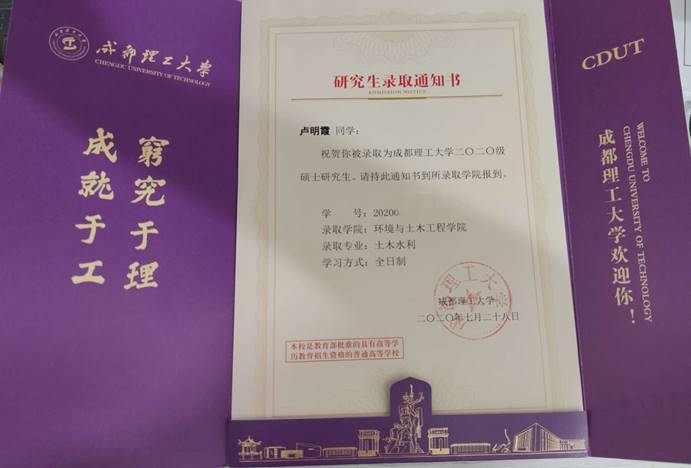 成都理工大学
CHENGDU UNIVERSITY OF TECHNOLOGY
窮究于理
成就于工
研究生录取通知书
ADMISSION NOTICE
卢明霞 同学：
祝贺你被录取为成都理工大学二〇二〇级
硕士研究生。请持此通知书到所录取学院报到。
学 号：20200
录取学院：环境与土木工程学院
录取专业：土木水利
学习方式：全日制
成都理工大学
二〇二〇年七月二十八日
本校是教育部批准的具有高等学
历教育招生资格的普通高等学校
CDUT
WELCOME TO
CHENGDU UNIVERSITY OF TECHNOLOGY
成都理工大学欢迎你！